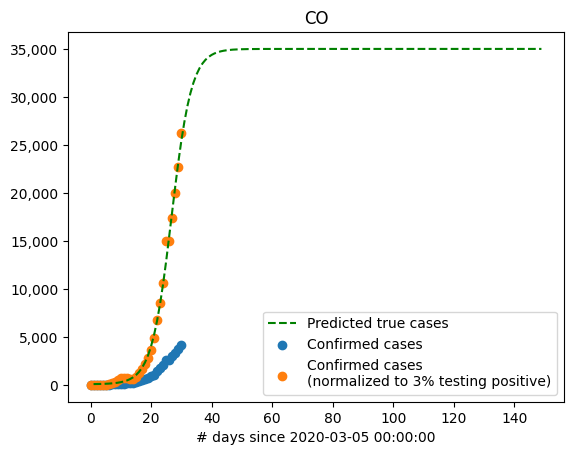 CO
35,000
30,000
25,000
20,000
15,000
10,000
5,000
0
Predicted true cases
Confirmed cases
Confirmed cases
(normalized to 3% testing positive)
0 20 40 60 80 100 120 140
# days since 2020-03-05 00:00:00